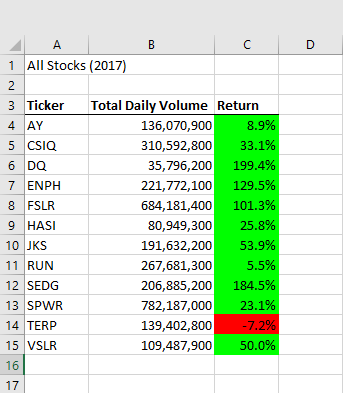 A B C D
1 All Stocks (2017)
2
3 Ticker Total Daily Volume Return
4 AY 136,070,900 8.9%
5 CSIQ 310,592,800 33.1%
6 DQ 35,796,200 199.4%
7 ENPH 221,772,100 129.5%
8 FSLR 684,181,400 101.3%
9 HASI 80,949,300 25.8%
10 JKS 191,632,200 53.9%
11 RUN 267,681,300 5.5%
12 SEDG 206,885,200 184.5%
13 SPWR 782,187,000 23.1%
14 TERP 139,402,800 -7.2%
15 VSLR 109,487,900 50.0%
16
17